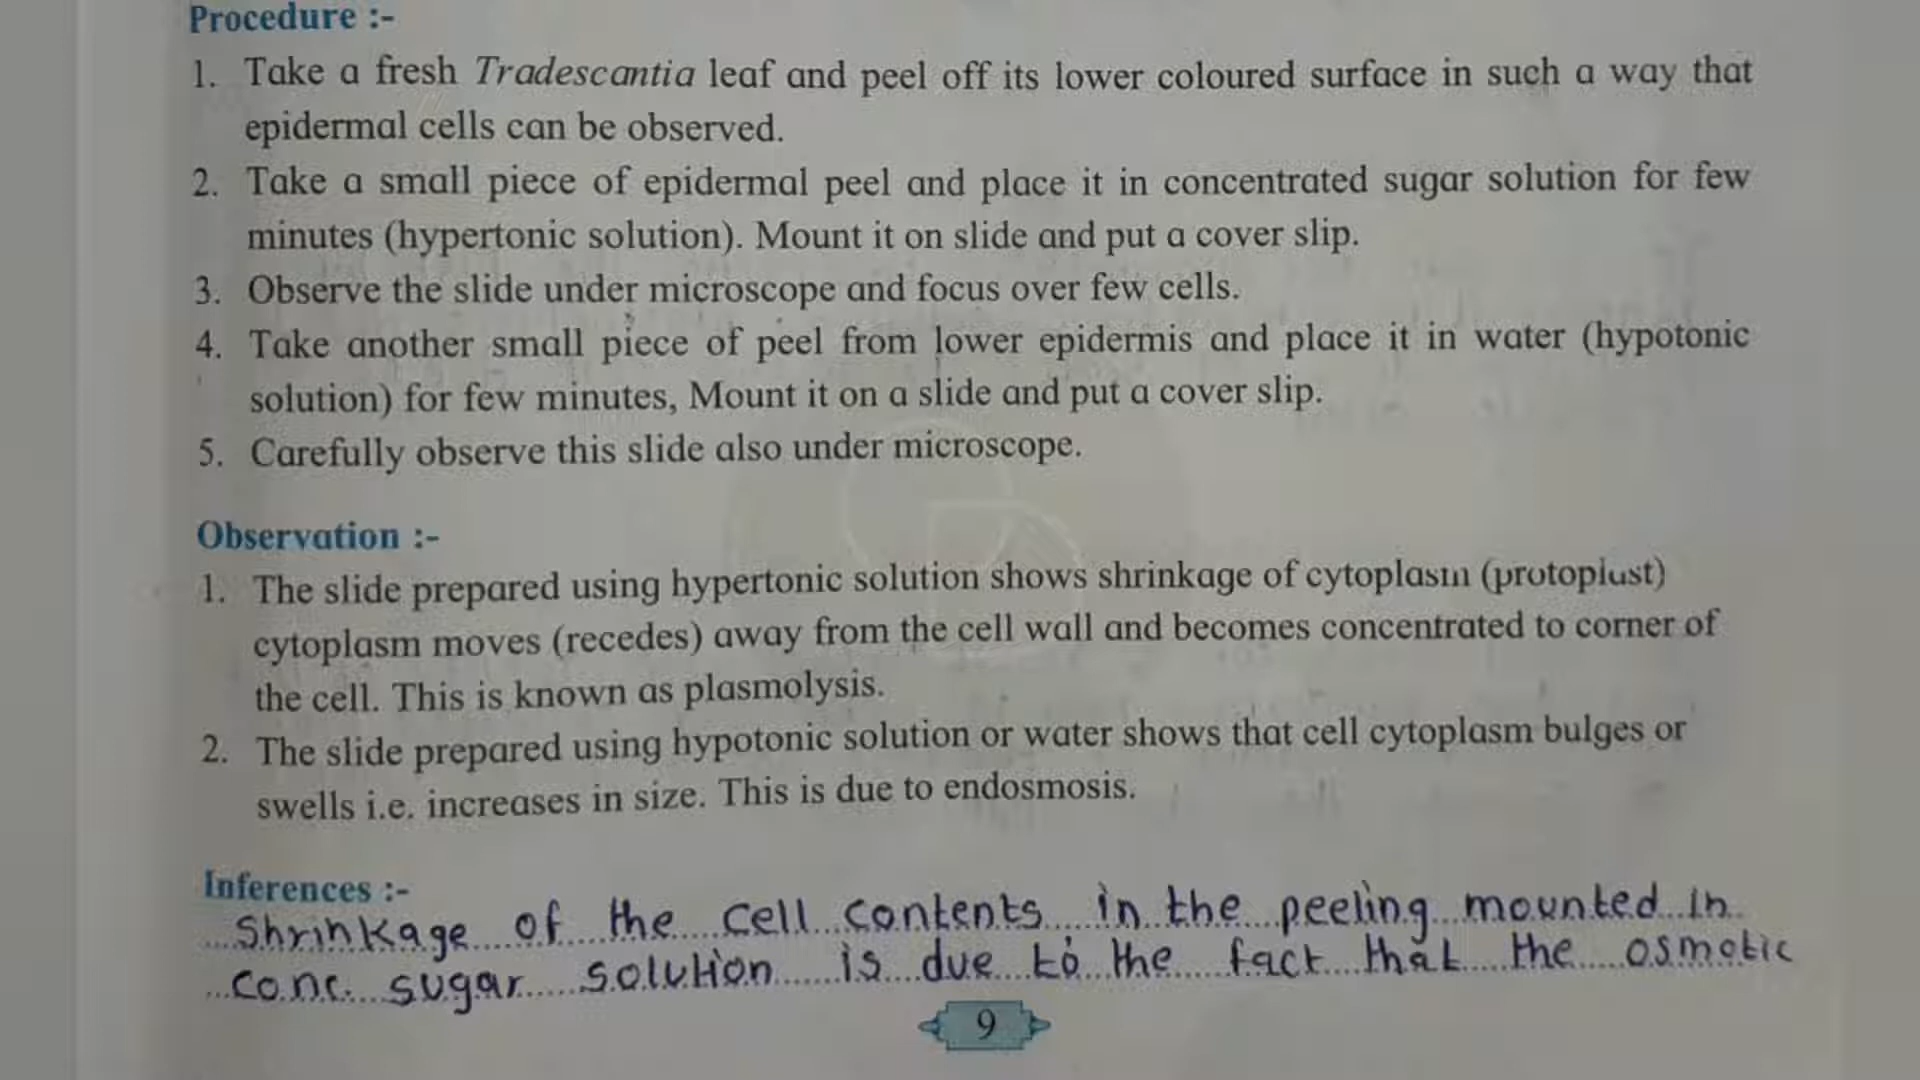 Procedure :-
1. Take a fresh Tradescantia leaf and peel off its lower coloured surface in such a way that
epidermal cells can be observed.
2. Take a small piece of epidermal peel and place it in concentrated sugar solution for few
minutes (hypertonic solution). Mount it on slide and put a cover slip.
3. Observe the slide under microscope and focus over few cells.
4. Take another small piece of peel from lower epidermis and place it in water (hypotonic
solution) for few minutes, Mount it on a slide and put a cover slip.
5. Carefully observe this slide also under microscope.
Observation :-
1. The slide prepared using hypertonic solution shows shrinkage of cytoplasm (protoplast)
cytoplasm moves (recedes) away from the cell wall and becomes concentrated to corner of
the cell. This is known as plasmolysis.
2. The slide prepared using hypotonic solution or water shows that cell cytoplasm bulges or
swells i.e. increases in size. This is due to endosmosis.
Inferences :-
Shrinkage of the cell contents in the peeling mounted in
conc. sugar solution is due to the fact that the osmotic
9